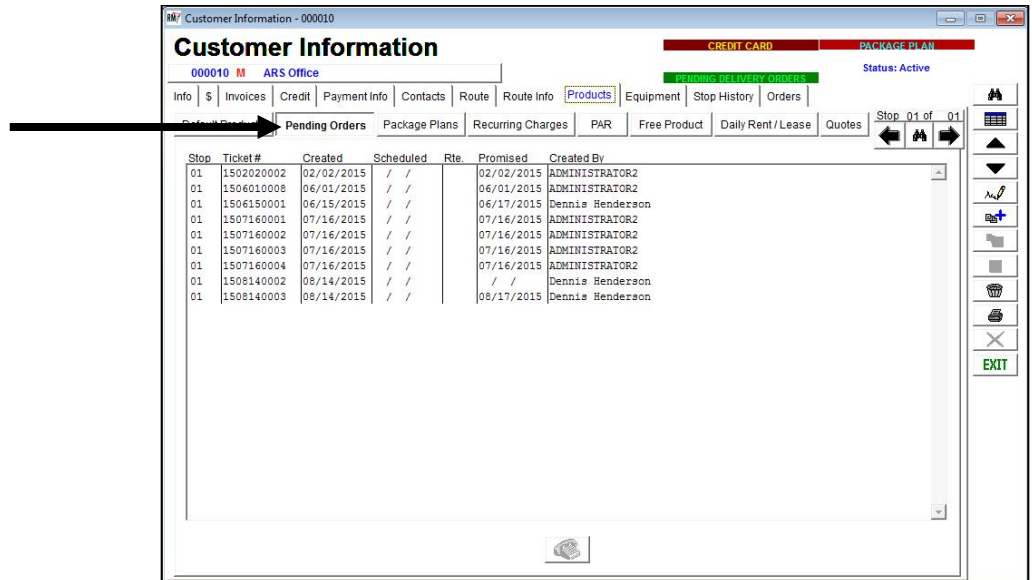 RMA Customer Information - 000010
Customer Information
CREDIT CARD
PACKAGE PLAN
000010 M ARS Office
PENDING DELIVERY ORDERS
Status: Active
Info $ Invoices Credit Payment Info Contacts Route Route Info Products Equipment Stop History Orders
Default Product Pending Orders Package Plans Recurring Charges PAR Free Product Daily Rent / Lease Quotes
Stop 01 of 01
Stop Ticket # Created Scheduled Rte. Promised Created By
01 1502020002 02/02/2015 / / 02/02/2015 ADMINISTRATOR2
01 1506010008 06/01/2015 / / 06/01/2015 ADMINISTRATOR2
01 1506150001 06/15/2015 / / 06/17/2015 Dennis Henderson
01 1507160001 07/16/2015 / / 07/16/2015 ADMINISTRATOR2
01 1507160002 07/16/2015 / / 07/16/2015 ADMINISTRATOR2
01 1507160003 07/16/2015 / / 07/16/2015 ADMINISTRATOR2
01 1507160004 07/16/2015 / / 07/16/2015 ADMINISTRATOR2
01 1508140002 08/14/2015 / / / / Dennis Henderson
01 1508140003 08/14/2015 / / 08/17/2015 Dennis Henderson
EXIT